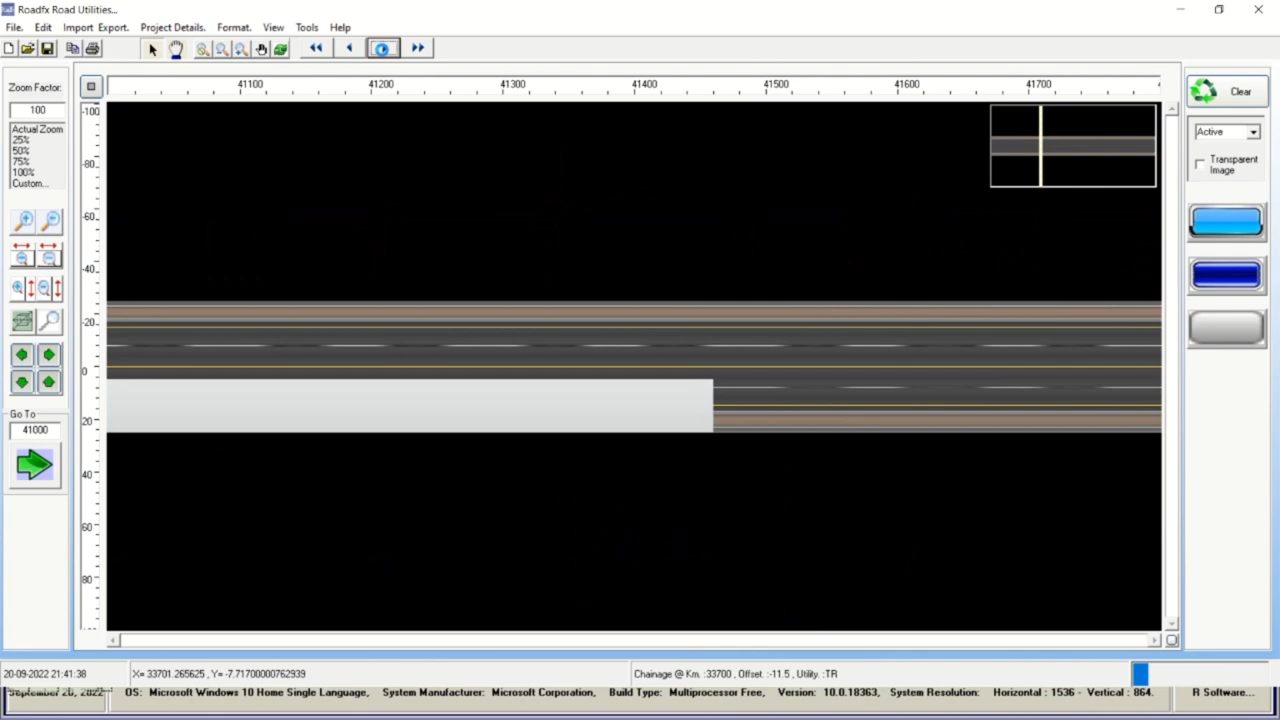 Roadfx Road Utilities...
File. Edit Import Export. Project Details. Format. View Tools Help
Zoom Factor:
100
Actual Zoom
25%
50%
75%
100%
Custom...
Go To
41000
41100 41200 41300 41400 41500 41600 41700
-100
-80
-60
-40
-20
0
20
40
60
80
Clear
Active
Transparent
Image
20-09-2022 21:41:38 X= 33701.265625 , Y= -7.71700000762939 Chainage @ Km. :33700 , Offset. :-11.5 , Utility. :TR
September 20, 2022 OS: Microsoft Windows 10 Home Single Language, System Manufacturer: Microsoft Corporation, Build Type: Multiprocessor Free, Version: 10.0.18363, System Resolution: Horizontal : 1536 - Vertical : 864. R Software...